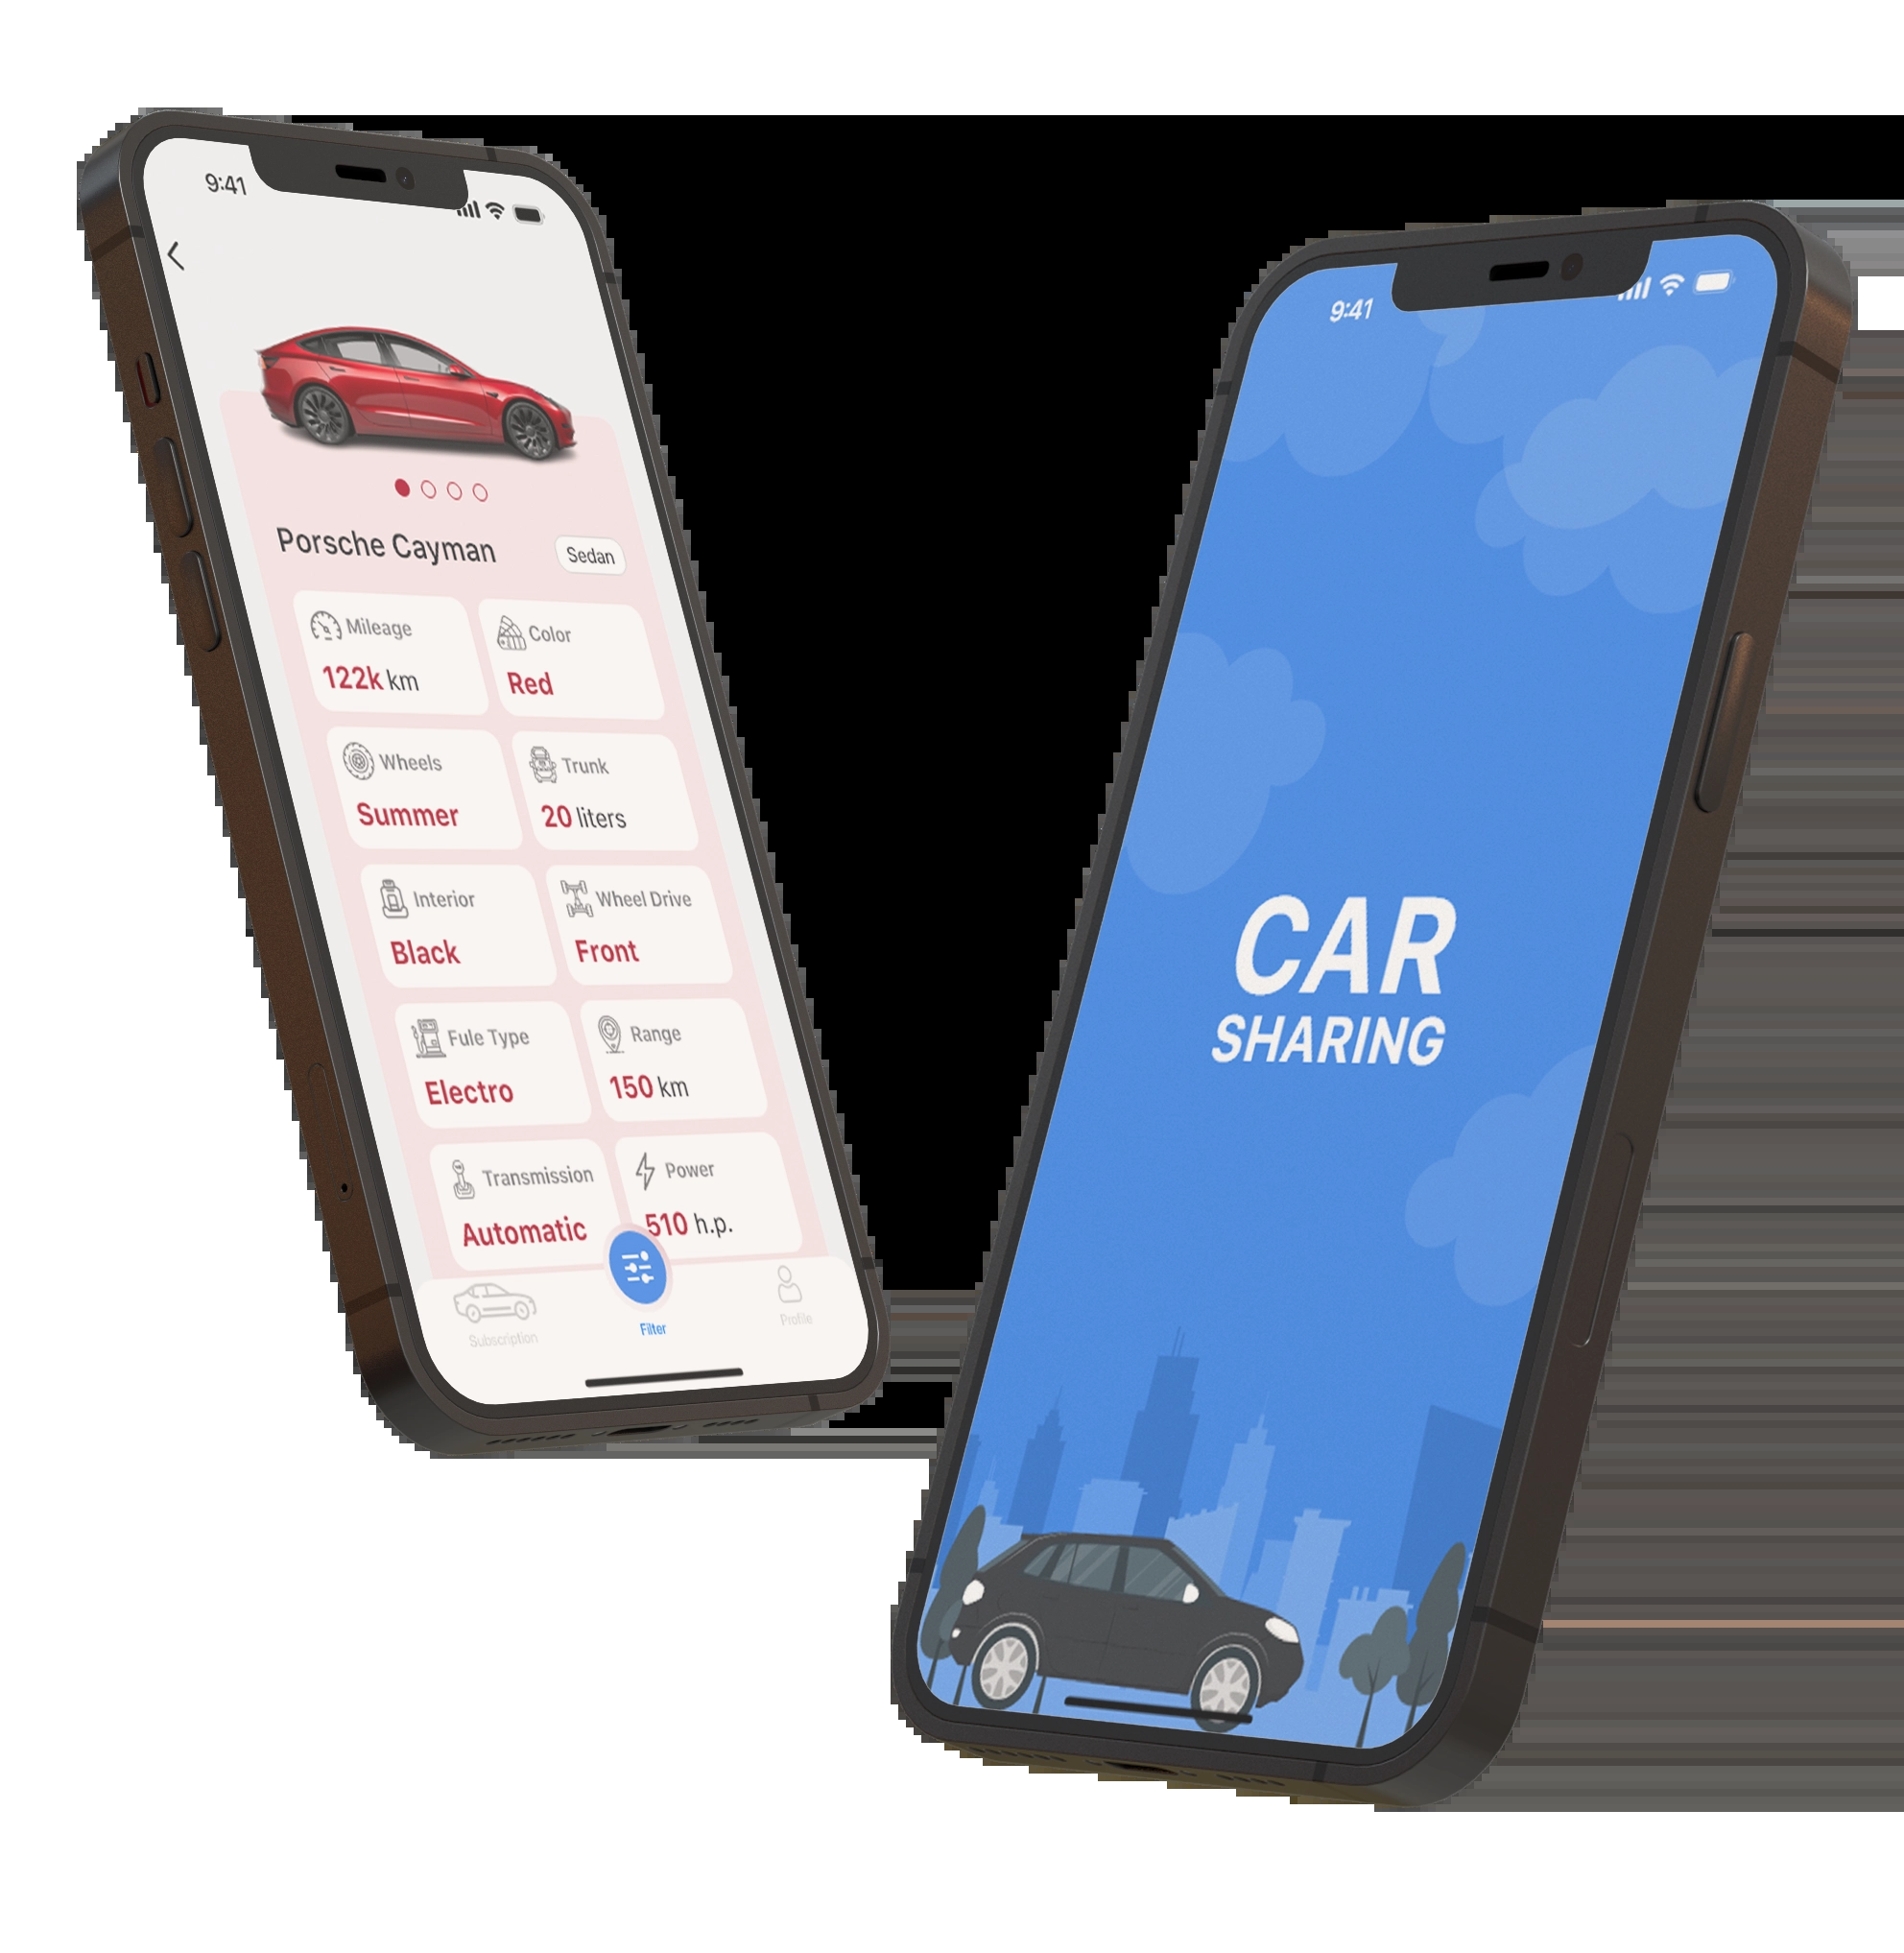 9:41
Porsche Cayman
Sedan
Mileage
122k km
Color
Red
Wheels
Summer
Trunk
20 liters
Interior
Black
Wheel Drive
Front
Fule Type
Electro
Range
150 km
Transmission
Automatic
Power
510 h.p.
Subscription
Filter
Profile
9:41
CAR
SHARING